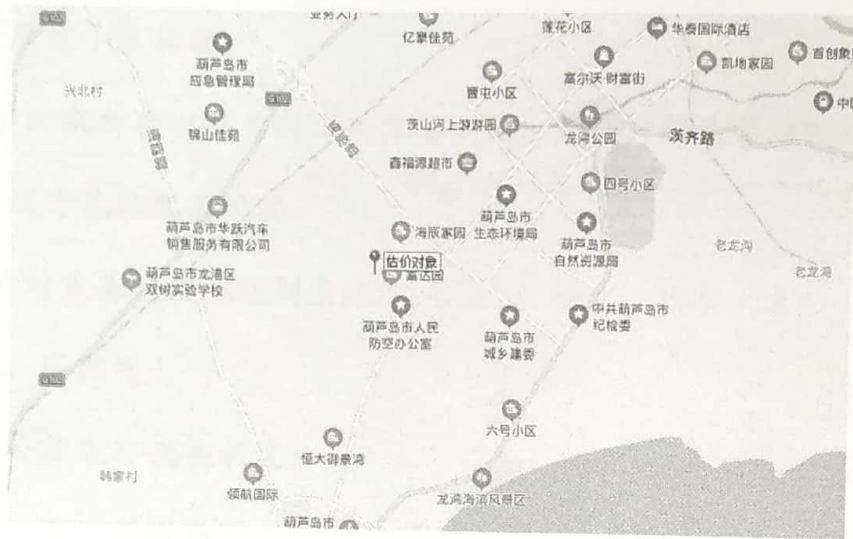 G102
亿豪佳苑
莲花小区
华泰国际酒店
葫芦岛市
应急管理局
曹屯小区
富尔沃·财富街
凯地家园
首创象
兴北村
G102
锦山佳苑
茨山河上游游园
龙湾公园
茨齐路
中国
鑫福源超市
四号小区
葫芦岛市
生态环境局
葫芦岛市华跃汽车
销售服务有限公司
海辰家园
葫芦岛市
自然资源局
老龙沟
估价对象
富达园
老龙湾
葫芦岛市龙港区
双树实验学校
葫芦岛市人民
防空办公室
葫芦岛市
城乡建委
中共葫芦岛市
纪检委
G102
六号小区
恒大御景湾
韩家村
领航国际
龙湾海滨风景区
葫芦岛市